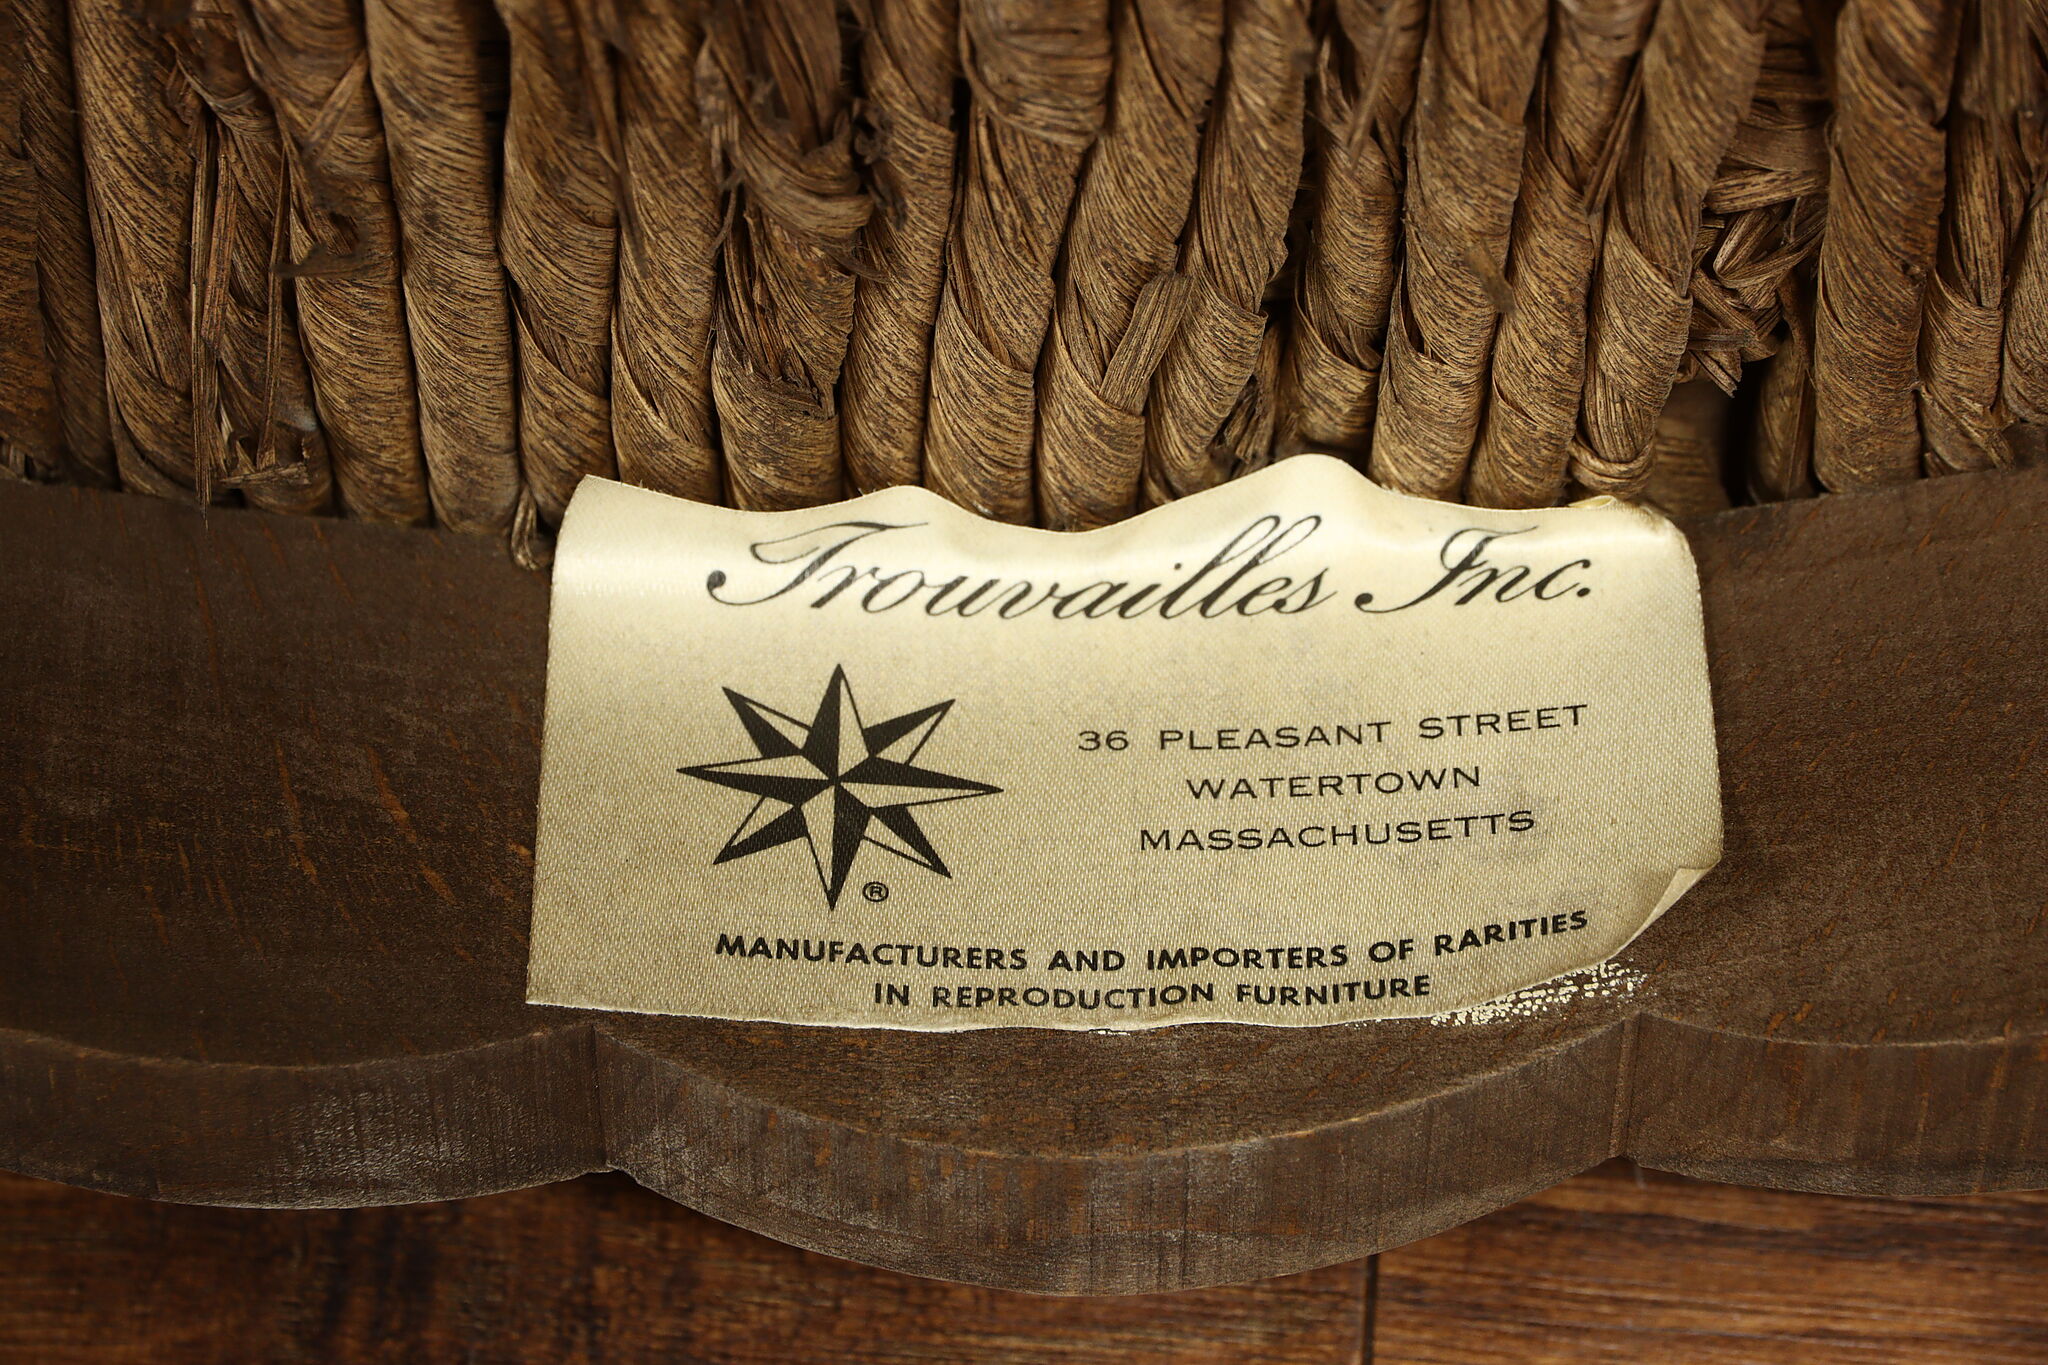 Trouvailles Inc.
36 PLEASANT STREET
WATERTOWN
MASSACHUSETTS
®
MANUFACTURERS AND IMPORTERS OF RARITIES
IN REPRODUCTION FURNITURE